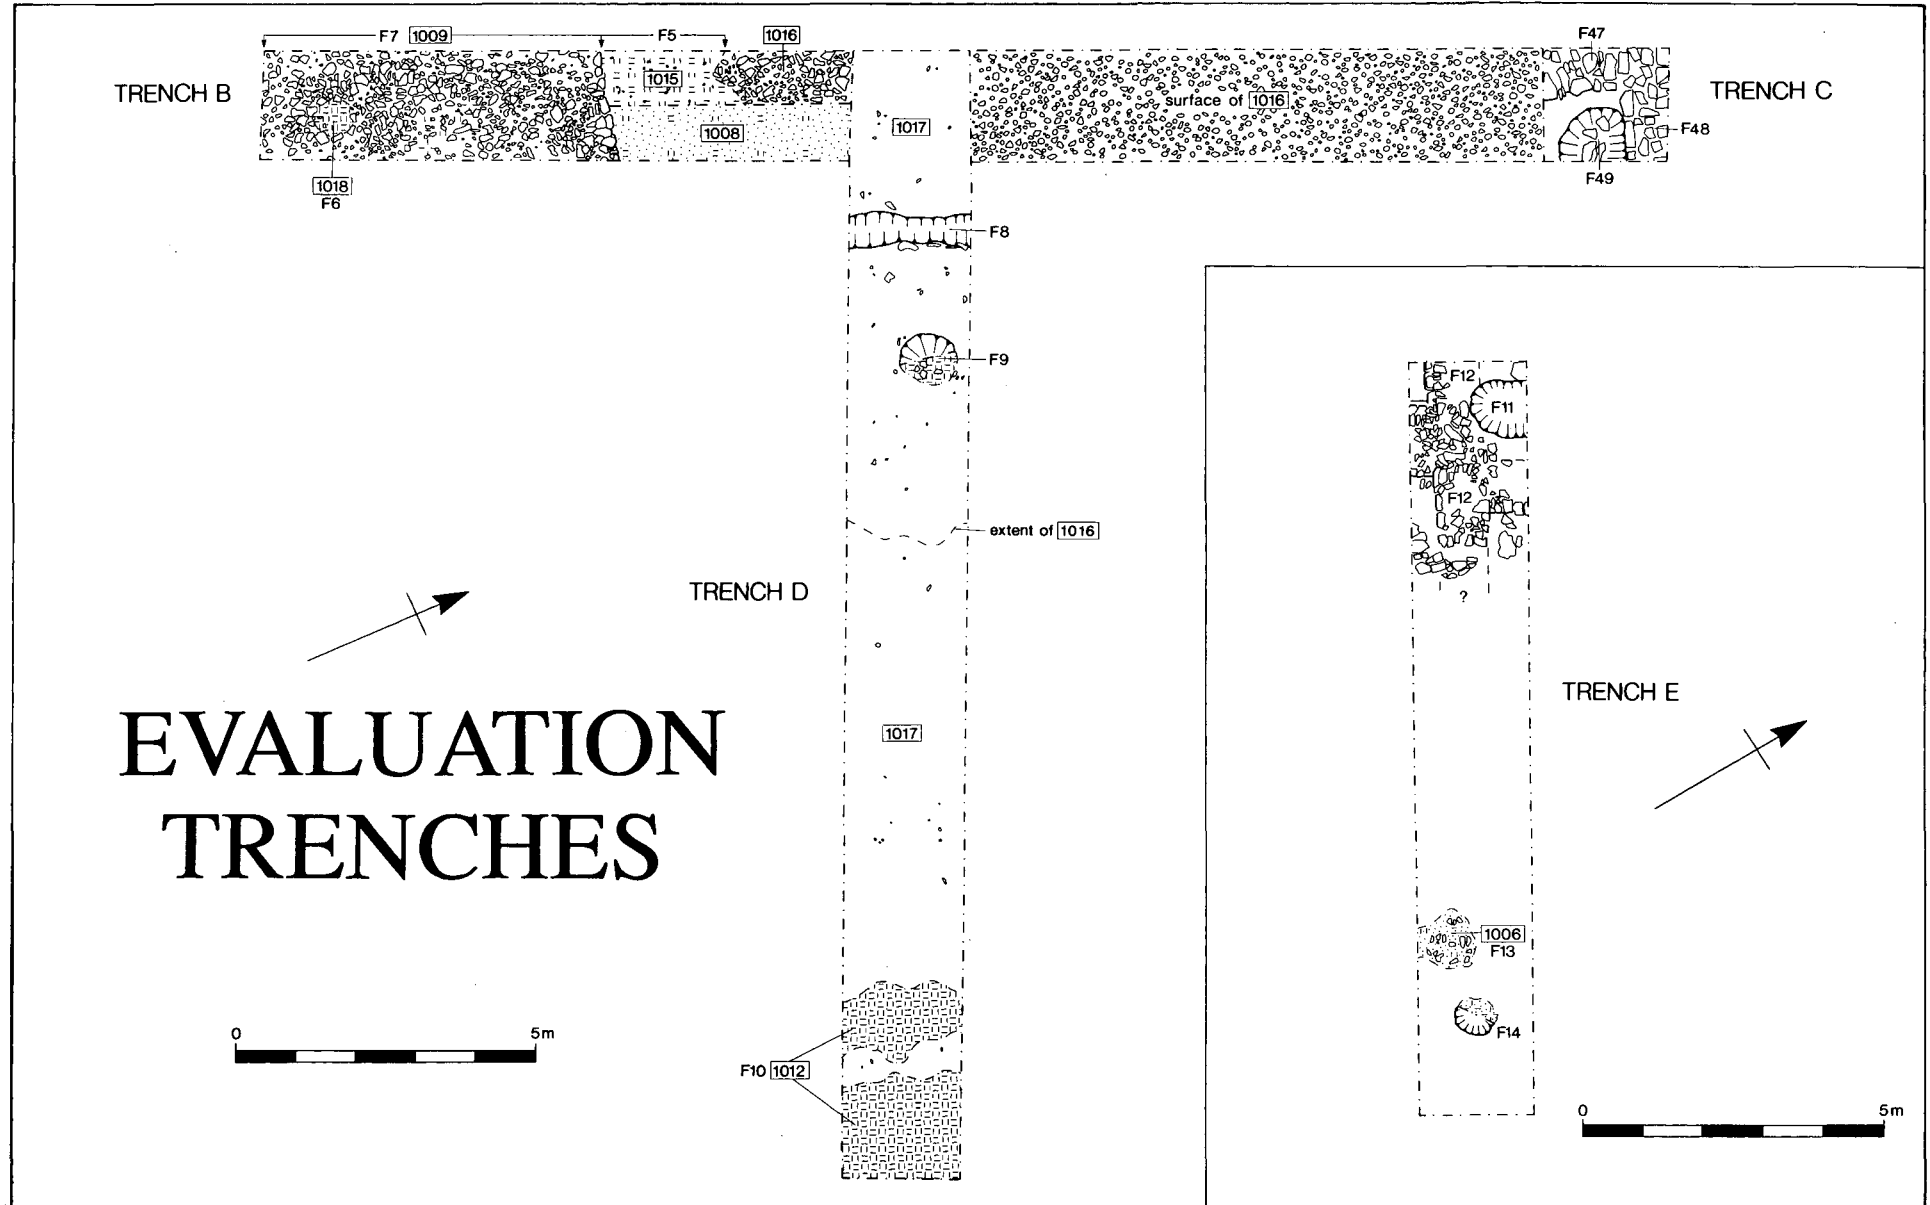 F7 1009
F5
1016
F47
TRENCH B
1015
TRENCH C
surface of 1016
1008
1017
F48
1018
F6
F49
F8
F9
F12
F11
F12
extent of 1016
TRENCH D
?
TRENCH E
EVALUATION
TRENCHES
1017
1006
F13
F14
0 5m
F10 1012
0 5m